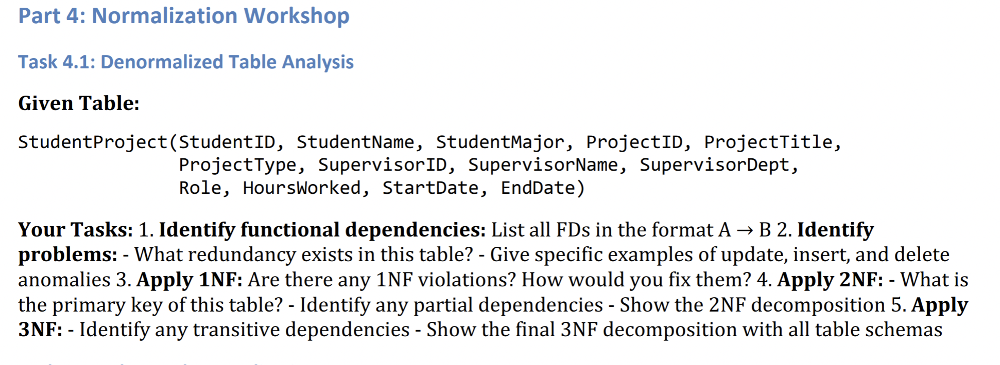 Part 4: Normalization Workshop
Task 4.1: Denormalized Table Analysis
Given Table:
StudentProject(StudentID, StudentName, StudentMajor, ProjectID, ProjectTitle,
ProjectType, SupervisorID, SupervisorName, SupervisorDept,
Role, HoursWorked, StartDate, EndDate)
Your Tasks: 1. Identify functional dependencies: List all FDs in the format A → B 2. Identify
problems: - What redundancy exists in this table? - Give specific examples of update, insert, and delete
anomalies 3. Apply 1NF: Are there any 1NF violations? How would you fix them? 4. Apply 2NF: - What is
the primary key of this table? - Identify any partial dependencies - Show the 2NF decomposition 5. Apply
3NF: - Identify any transitive dependencies - Show the final 3NF decomposition with all table schemas